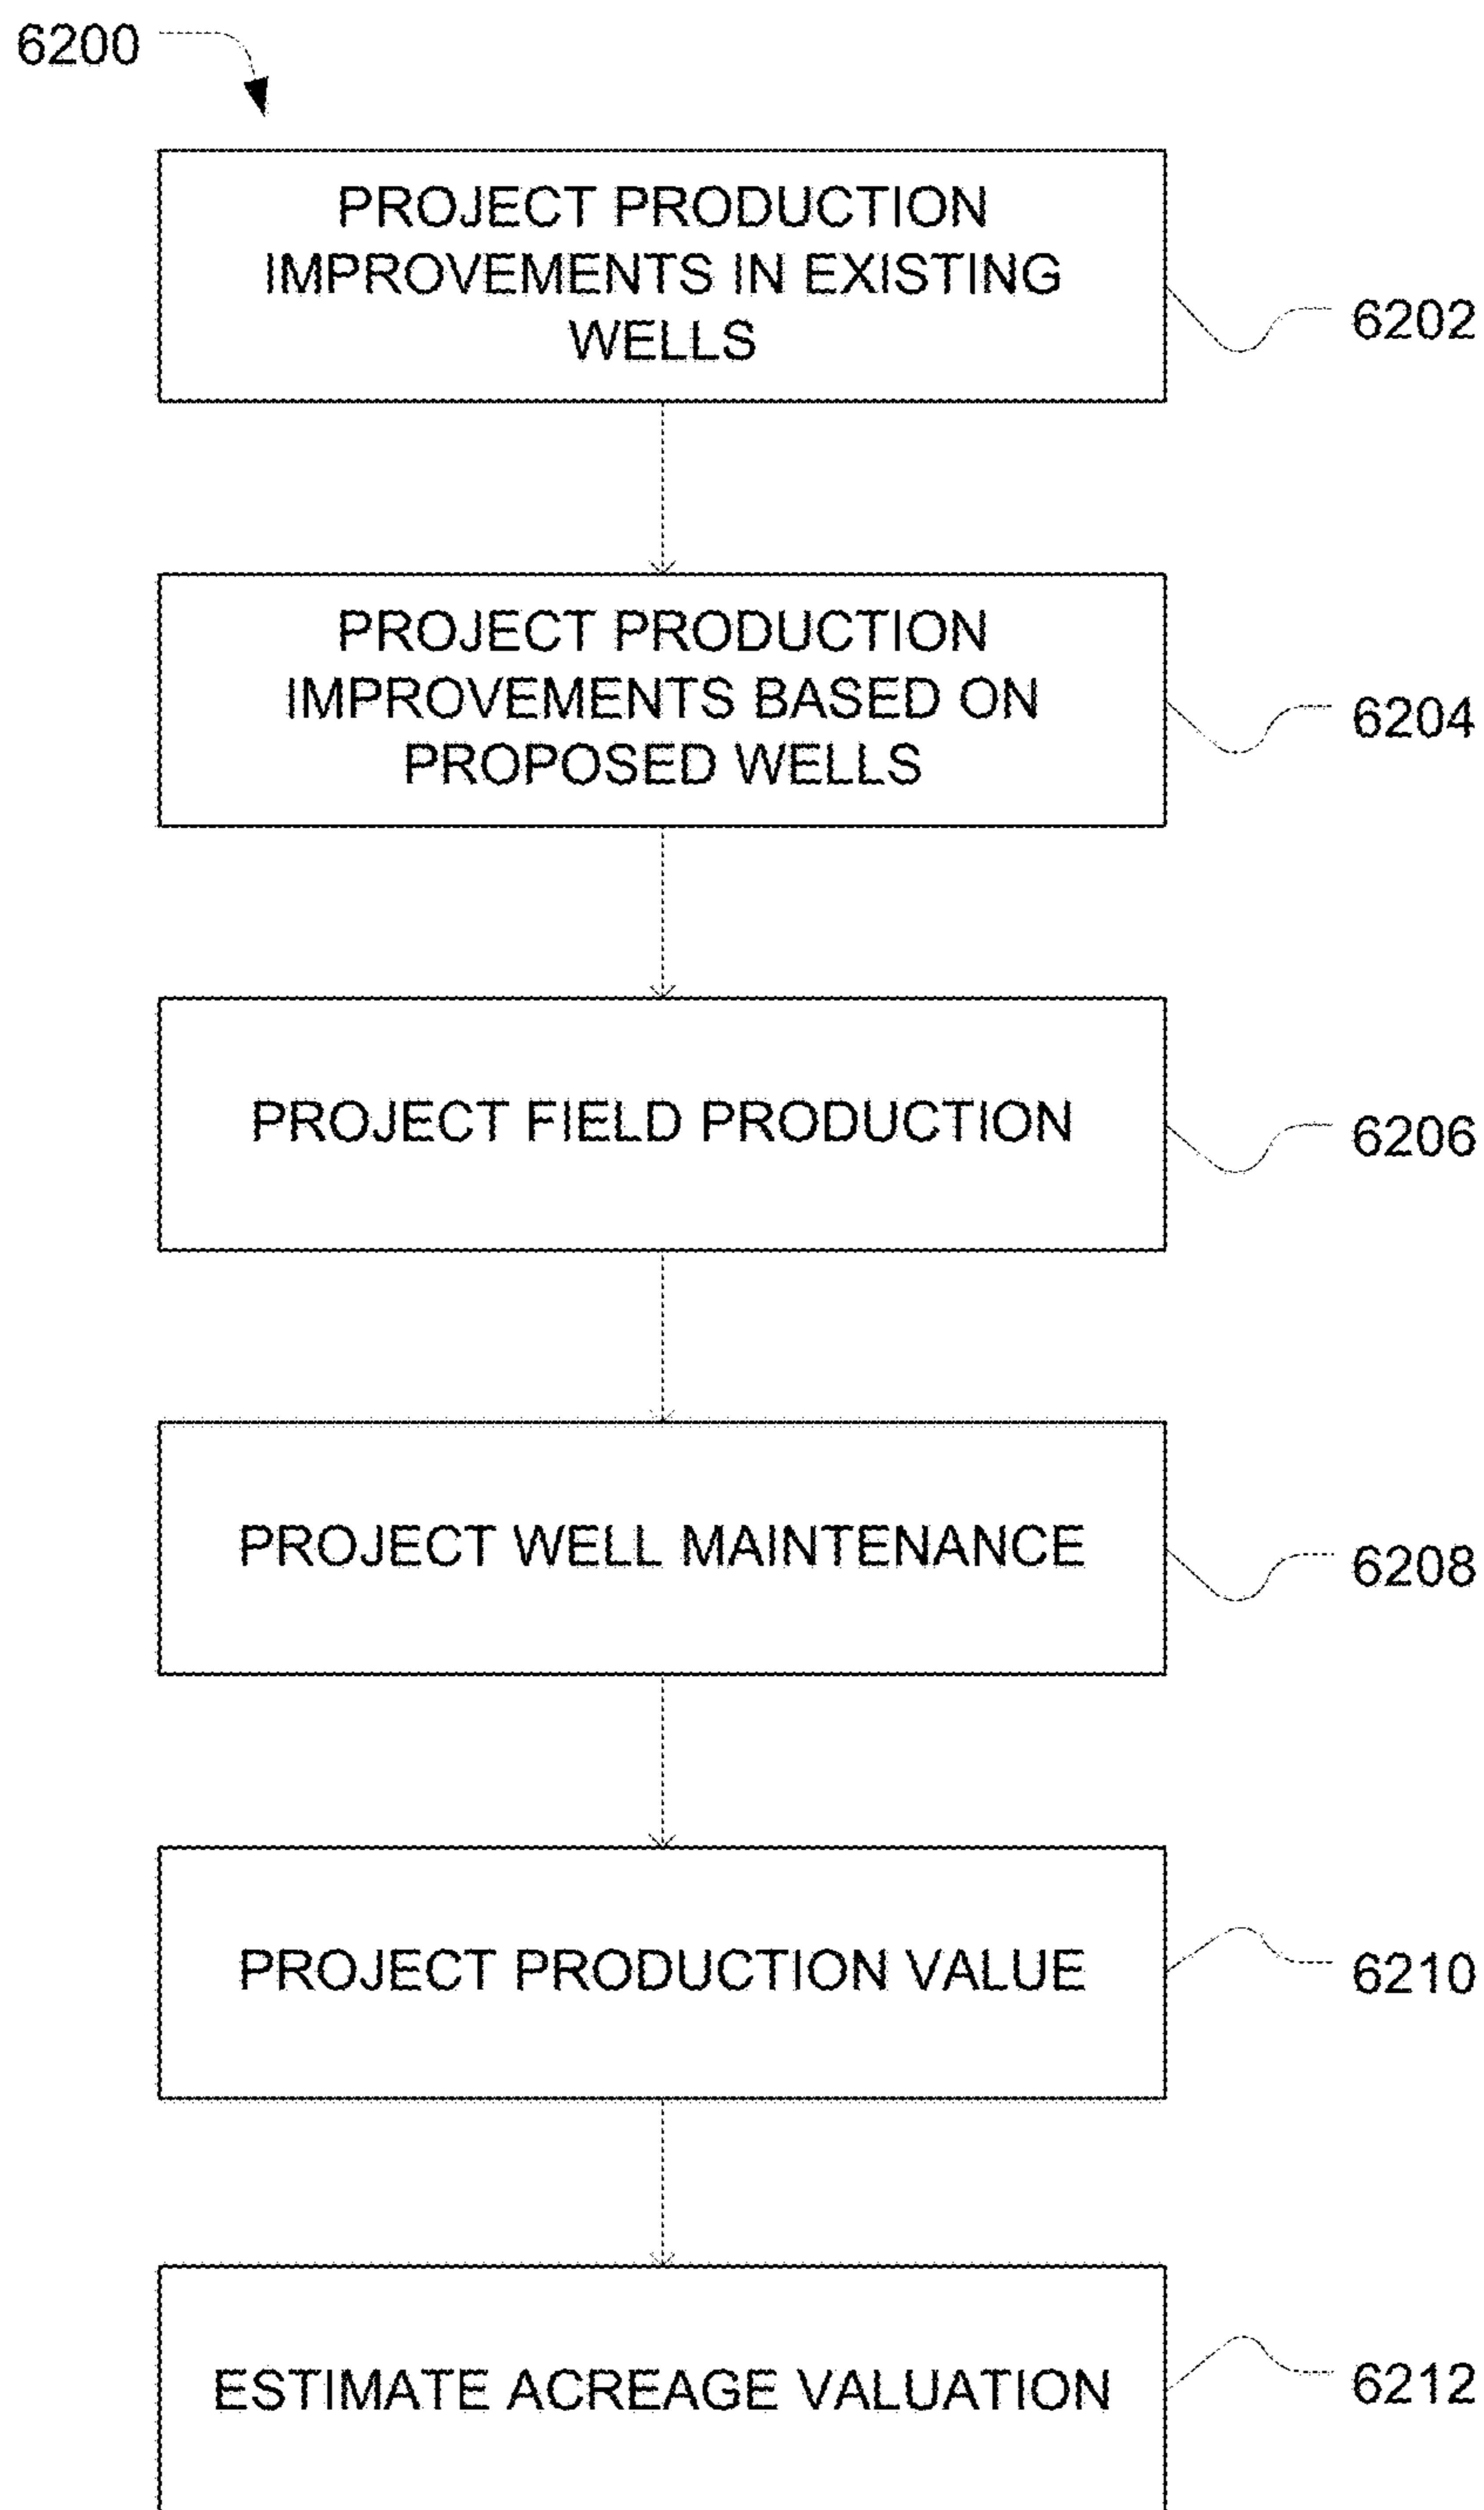 6200
PROJECT PRODUCTION
IMPROVEMENTS IN EXISTING
WELLS
6202
PROJECT PRODUCTION
IMPROVEMENTS BASED ON
PROPOSED WELLS
6204
PROJECT FIELD PRODUCTION
6206
PROJECT WELL MAINTENANCE
6208
PROJECT PRODUCTION VALUE
6210
ESTIMATE ACREAGE VALUATION
6212